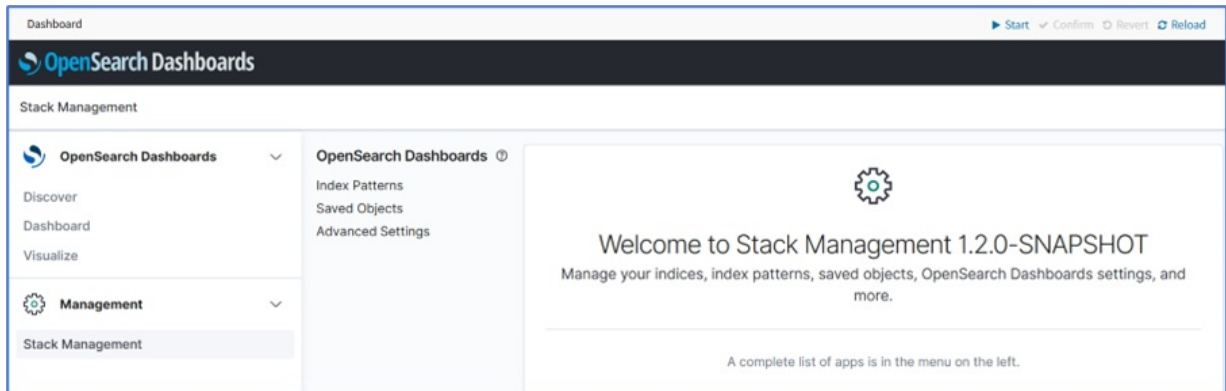 Dashboard
Start Confirm Revert Reload
OpenSearch Dashboards
Stack Management
OpenSearch Dashboards
Discover
Dashboard
Visualize
Management
Stack Management
OpenSearch Dashboards
Index Patterns
Saved Objects
Advanced Settings
Welcome to Stack Management 1.2.0-SNAPSHOT
Manage your indices, index patterns, saved objects, OpenSearch Dashboards settings, and
more.
A complete list of apps is in the menu on the left.